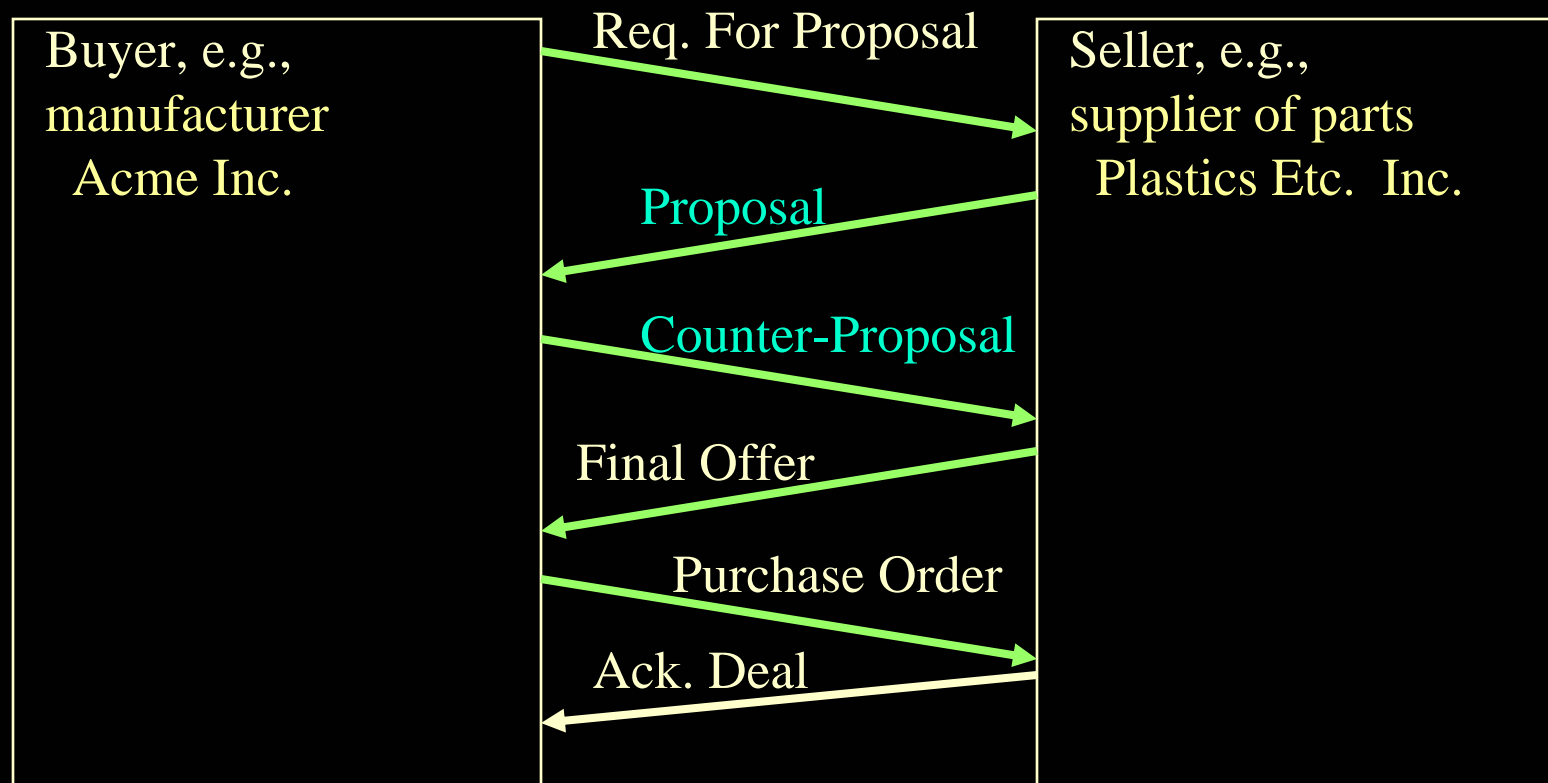 Buyer, e.g.,
manufacturer
Acme Inc.
Req. For Proposal
Proposal
Counter-Proposal
Final Offer
Purchase Order
Ack. Deal
Seller, e.g.,
supplier of parts
Plastics Etc. Inc.